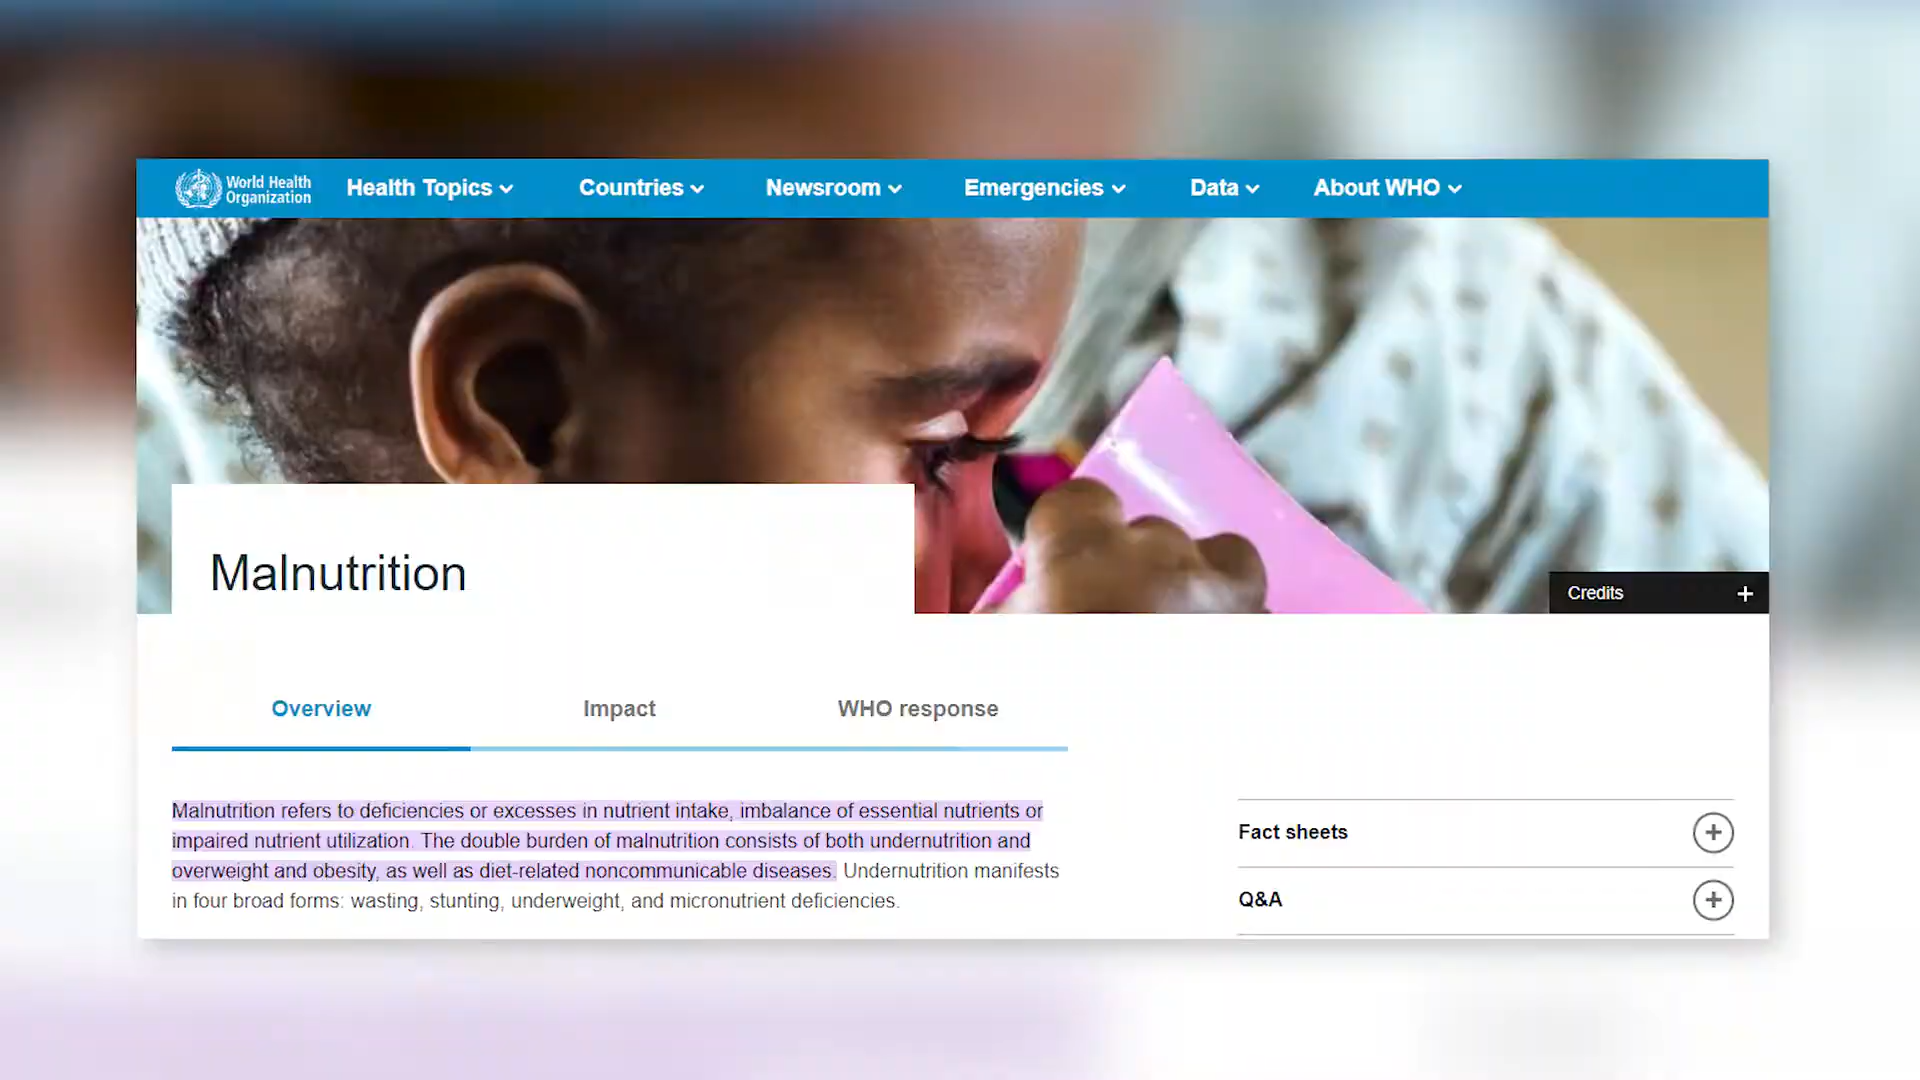 World Health
Organization
Health Topics
Countries
Newsroom
Emergencies
Data
About WHO
Malnutrition
Credits
Overview
Impact
WHO response
Malnutrition refers to deficiencies or excesses in nutrient intake, imbalance of essential nutrients or
impaired nutrient utilization. The double burden of malnutrition consists of both undernutrition and
overweight and obesity, as well as diet-related noncommunicable diseases. Undernutrition manifests
in four broad forms: wasting, stunting, underweight, and micronutrient deficiencies.
Fact sheets
Q&A